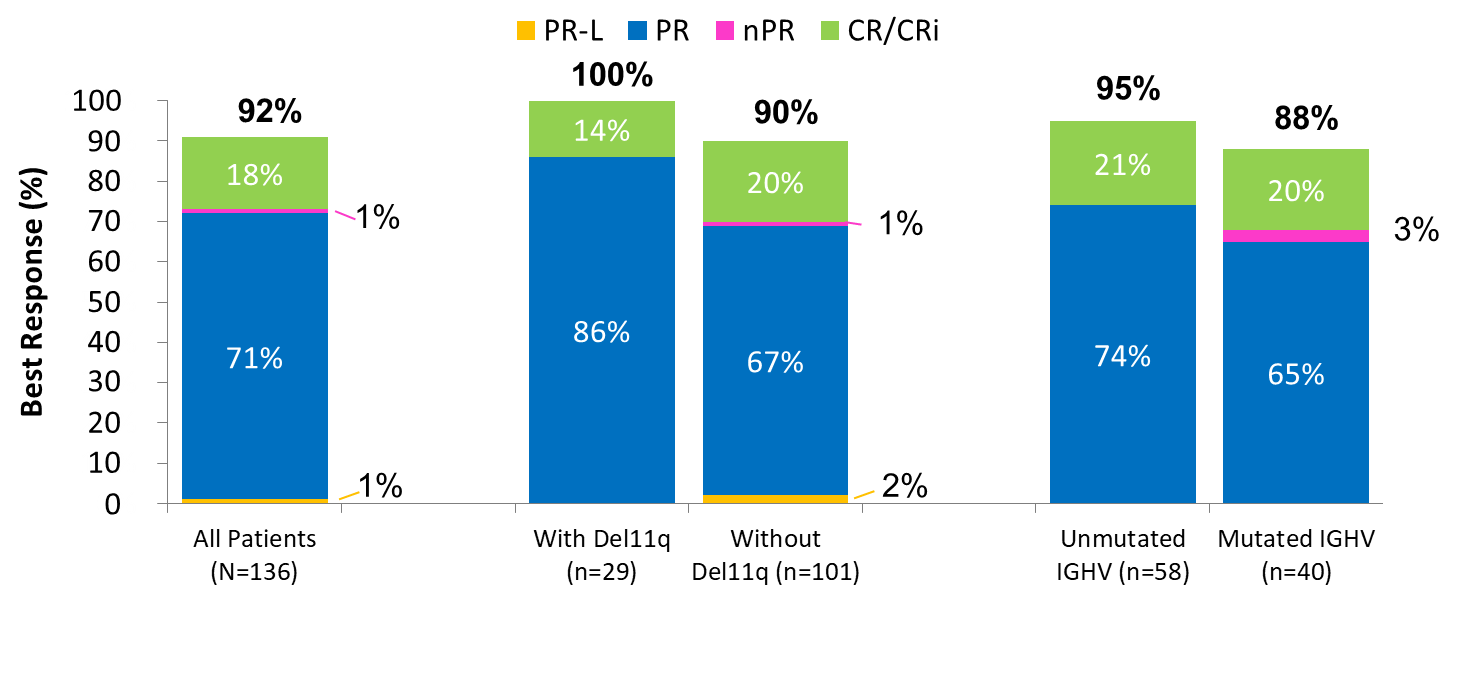 PR-L PR nPR CR/CRi
92%
100%
90%
95%
88%
Best Response (%)
100
90
80
70
60
50
40
30
20
10
0
18%
1%
71%
1%
14%
86%
20%
1%
67%
2%
21%
74%
20%
3%
65%
All Patients
(N=136)
With Del11q
(n=29)
Without
Del11q (n=101)
Unmutated
IGHV (n=58)
Mutated IGHV
(n=40)